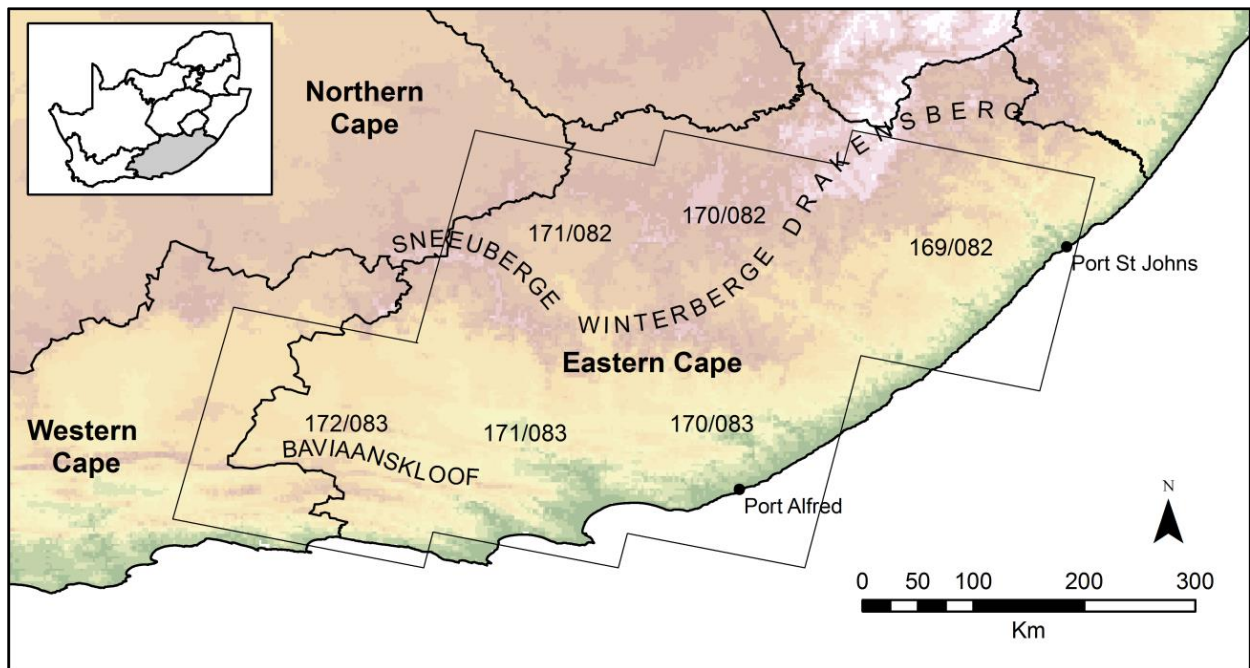 Northern
Cape
DRAKENSBERG
SNEEUBERGE
171/082
170/082
169/082
Port St Johns
WINTERBERGE
Eastern Cape
Western
Cape
172/083
171/083
170/083
BAVIAANSKLOOF
Port Alfred
N
0 50 100 200 300
Km